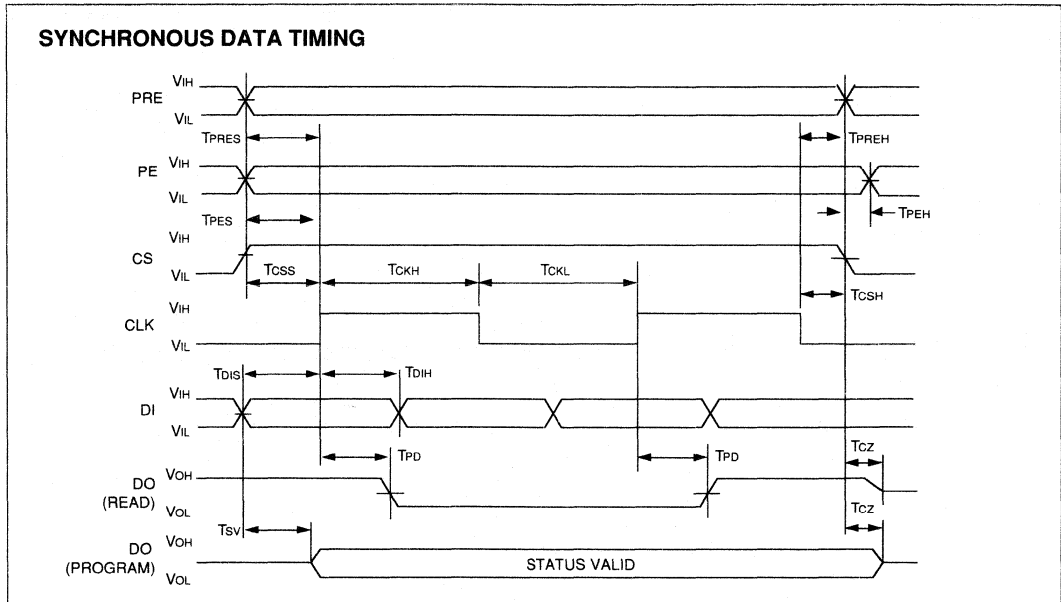 SYNCHRONOUS DATA TIMING
VIH
PRE
VIL
TPRES
TPREH
VIH
PE
VIL
TPES
TPEH
VIH
CS
VIL
TCSS
TCKH
TCKL
TCSH
VIH
CLK
VIL
TDIS
TDIH
VIH
DI
VIL
TPD
TPD
TCZ
VOH
DO
(READ)
VOL
TSV
TCZ
VOH
DO
(PROGRAM)
STATUS VALID
VOL